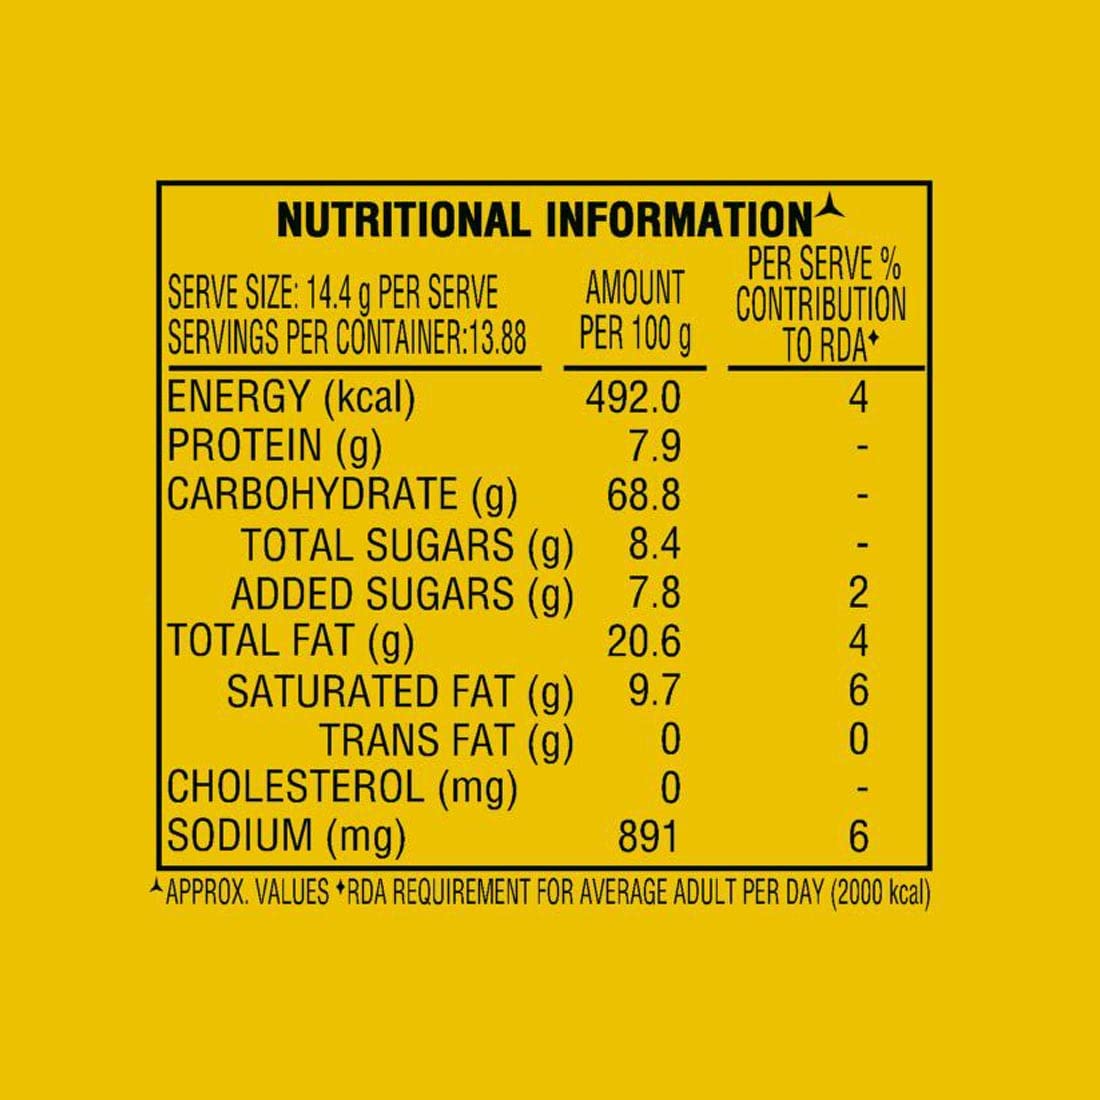 NUTRITIONAL INFORMATION
SERVE SIZE: 14.4 g PER SERVE
SERVINGS PER CONTAINER:13.88
AMOUNT
PER 100 g
PER SERVE %
CONTRIBUTION
TO RDA✦
ENERGY (kcal) 492.0 4
PROTEIN (g) 7.9 -
CARBOHYDRATE (g) 68.8 -
TOTAL SUGARS (g) 8.4 -
ADDED SUGARS (g) 7.8 2
TOTAL FAT (g) 20.6 4
SATURATED FAT (g) 9.7 6
TRANS FAT (g) 0 0
CHOLESTEROL (mg) 0 -
SODIUM (mg) 891 6
APPROX. VALUES ✦RDA REQUIREMENT FOR AVERAGE ADULT PER DAY (2000 kcal)